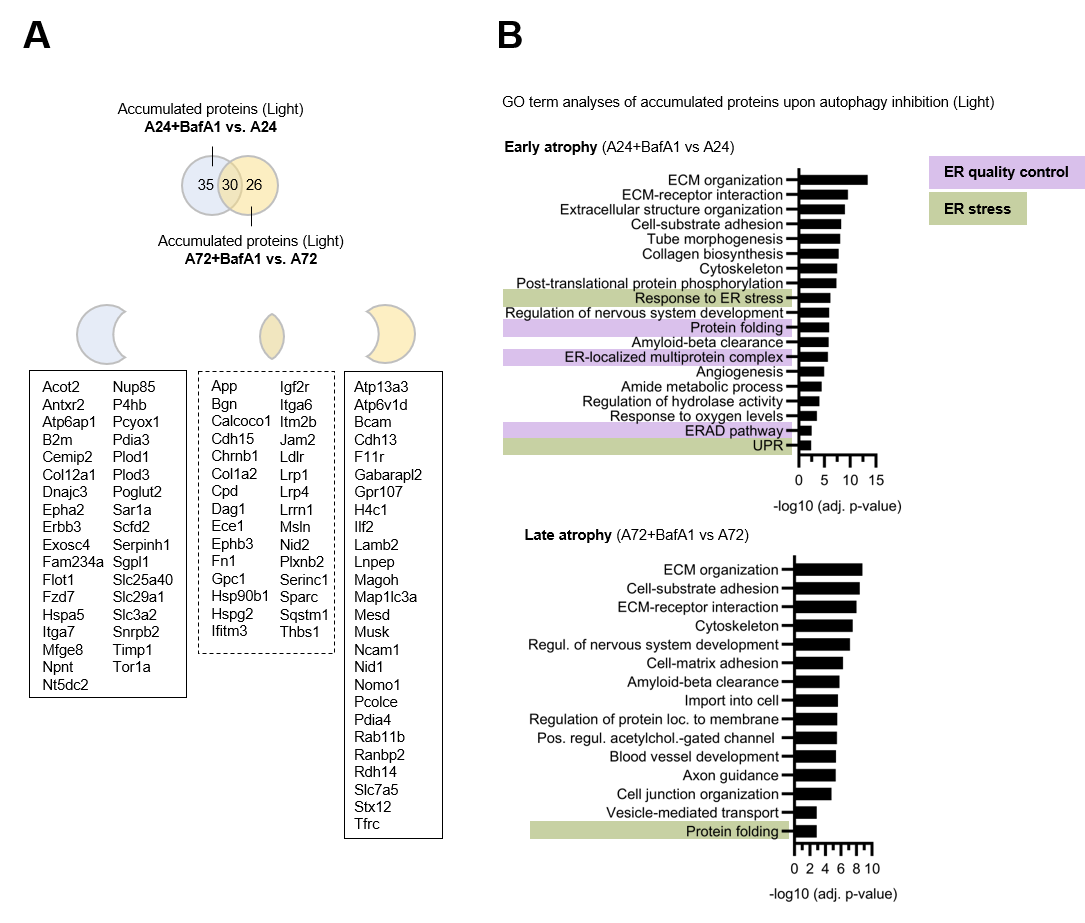 A
Accumulated proteins (Light)
A24+BafA1 vs. A24
35 30 26
Accumulated proteins (Light)
A72+BafA1 vs. A72
Acot2
Antxr2
Atp6ap1
B2m
Cemip2
Col12a1
Dnajc3
Epha2
Erbb3
Exosc4
Fam234a
Flot1
Fzd7
Hspa5
Itga7
Mfge8
Npnt
Nt5dc2
Nup85
P4hb
Pcyox1
Pdia3
Plod1
Plod3
Poglut2
Sar1a
Scfd2
Serpinh1
Sgpl1
Slc25a40
Slc29a1
Slc3a2
Snrpb2
Timp1
Tor1a
App
Bgn
Calcoco1
Cdh15
Chrnb1
Col1a2
Cpd
Dag1
Ece1
Ephb3
Fn1
Gpc1
Hsp90b1
Hspg2
Ifitm3
Igf2r
Itga6
Itm2b
Jam2
Ldlr
Lrp1
Lrp4
Lrrn1
Msln
Nid2
Plxnb2
Serinc1
Sparc
Sqstm1
Thbs1
Atp13a3
Atp6v1d
Bcam
Cdh13
F11r
Gabarapl2
Gpr107
H4c1
Ilf2
Lamb2
Lnpep
Magoh
Map1lc3a
Mesd
Musk
Ncam1
Nid1
Nomo1
Pcolce
Pdia4
Rab11b
Ranbp2
Rdh14
Slc7a5
Stx12
Tfrc
B
GO term analyses of accumulated proteins upon autophagy inhibition (Light)
Early atrophy (A24+BafA1 vs A24)
ER quality control
ER stress
ECM organization
ECM-receptor interaction
Extracellular structure organization
Cell-substrate adhesion
Tube morphogenesis
Collagen biosynthesis
Cytoskeleton
Post-translational protein phosphorylation
Response to ER stress
Regulation of nervous system development
Protein folding
Amyloid-beta clearance
ER-localized multiprotein complex
Angiogenesis
Amide metabolic process
Regulation of hydrolase activity
Response to oxygen levels
ERAD pathway
UPR
0 5 10 15
-log10 (adj. p-value)
Late atrophy (A72+BafA1 vs A72)
ECM organization
Cell-substrate adhesion
ECM-receptor interaction
Cytoskeleton
Regul. of nervous system development
Cell-matrix adhesion
Amyloid-beta clearance
Import into cell
Regulation of protein loc. to membrane
Pos. regul. acetylchol.-gated channel
Blood vessel development
Axon guidance
Cell junction organization
Vesicle-mediated transport
Protein folding
0 2 4 6 8 10
-log10 (adj. p-value)